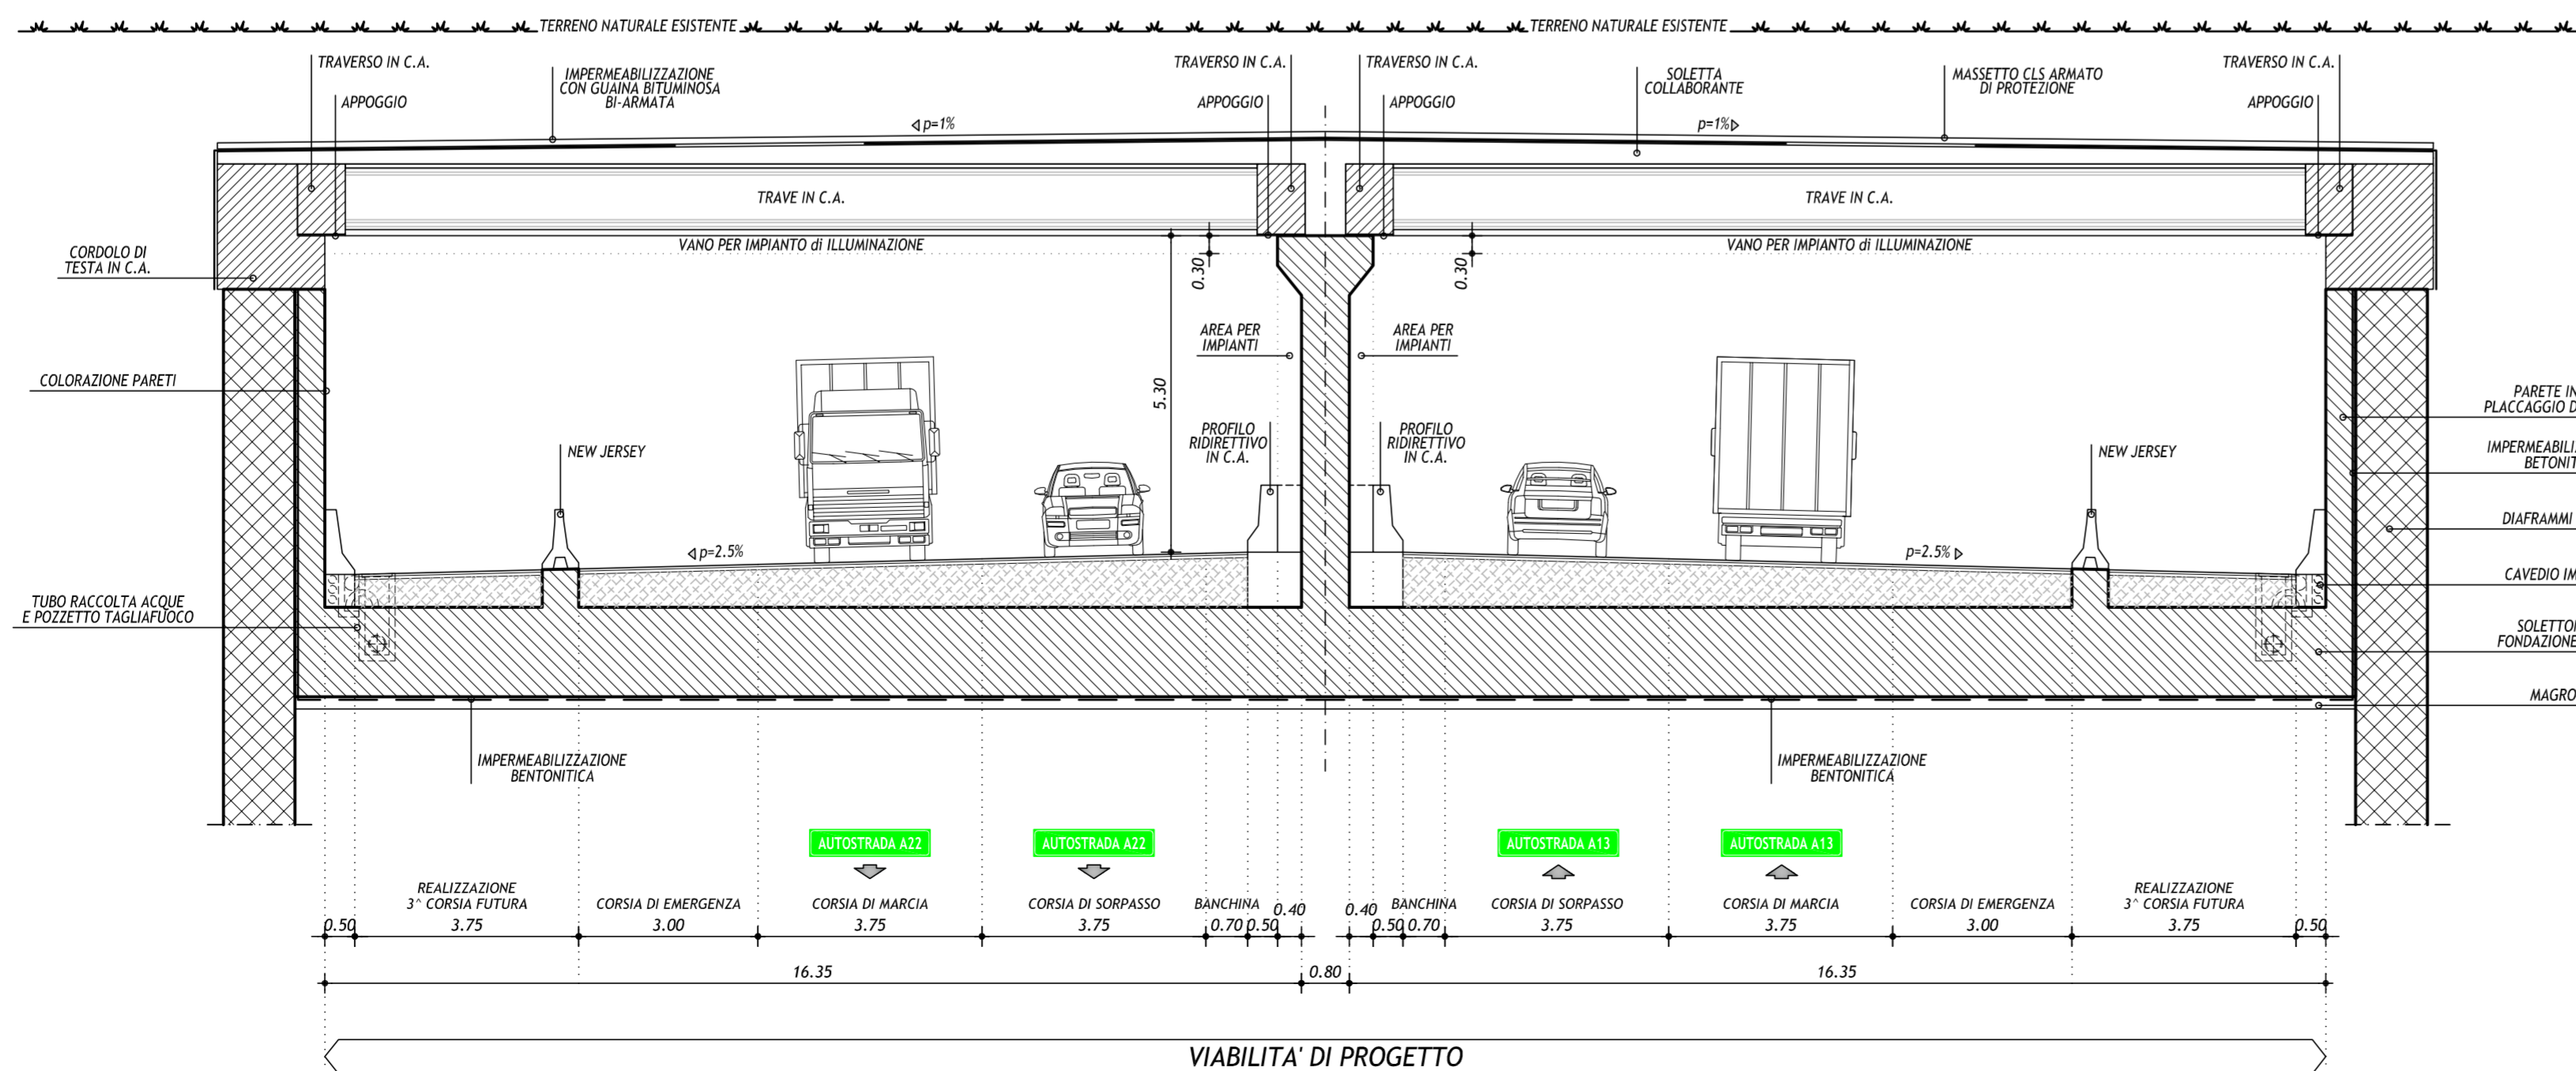 TERRENO NATURALE ESISTENTE
TERRENO NATURALE ESISTENTE
TRAVERSO IN C.A.
IMPERMEABILIZZAZIONE
CON GUAINA BITUMINOSA
BI-ARMATA
TRAVERSO IN C.A.
TRAVERSO IN C.A.
SOLETTA
COLLABORANTE
MASSETTO CLS ARMATO
DI PROTEZIONE
TRAVERSO IN C.A.
APPOGGIO
APPOGGIO
APPOGGIO
APPOGGIO
p=1%
p=1%
TRAVE IN C.A.
TRAVE IN C.A.
VANO PER IMPIANTO di ILLUMINAZIONE
VANO PER IMPIANTO di ILLUMINAZIONE
CORDOLO DI
TESTA IN C.A.
0.30
0.30
AREA PER
IMPIANTI
AREA PER
IMPIANTI
COLORAZIONE PARETI
5.30
PARETE IN
PLACCAGGIO D
PROFILO
RIDIRETTIVO
IN C.A.
PROFILO
RIDIRETTIVO
IN C.A.
NEW JERSEY
NEW JERSEY
IMPERMEABILI
BETONIT
DIAFRAMMI
p=2.5%
p=2.5%
CAVEDIO IM
TUBO RACCOLTA ACQUE
E POZZETTO TAGLIAFUOCO
SOLETTO
FONDAZIONE
MAGRO
IMPERMEABILIZZAZIONE
BENTONITICA
IMPERMEABILIZZAZIONE
BENTONITICA
AUTOSTRADA A22
AUTOSTRADA A22
AUTOSTRADA A13
AUTOSTRADA A13
REALIZZAZIONE
3^ CORSIA FUTURA
CORSIA DI EMERGENZA
CORSIA DI MARCIA
CORSIA DI SORPASSO
BANCHINA
BANCHINA
CORSIA DI SORPASSO
CORSIA DI MARCIA
CORSIA DI EMERGENZA
REALIZZAZIONE
3^ CORSIA FUTURA
0.50 3.75 3.00 3.75 3.75 0.70 0.50 0.40 0.40 0.50 0.70 3.75 3.75 3.00 3.75 0.50
16.35 0.80 16.35
VIABILITA' DI PROGETTO